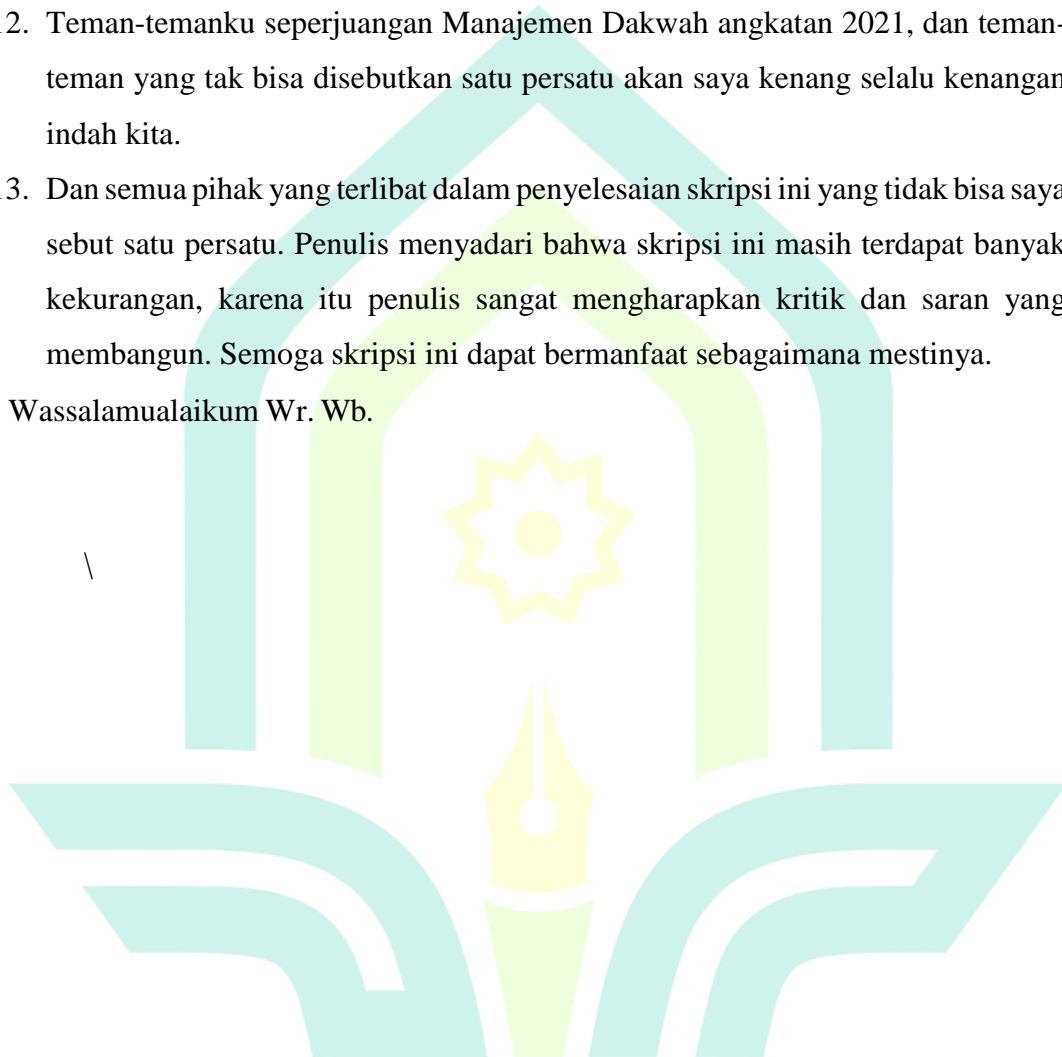 12. Teman-temanku seperjuangan Manajemen Dakwah angkatan 2021, dan teman-
teman yang tak bisa disebutkan satu persatu akan saya kenang selalu kenangan
indah kita.
13. Dan semua pihak yang terlibat dalam penyelesaian skripsi ini yang tidak bisa saya
sebut satu persatu. Penulis menyadari bahwa skripsi ini masih terdapat banyak
kekurangan, karena itu penulis sangat mengharapkan kritik dan saran yang
membangun. Semoga skripsi ini dapat bermanfaat sebagaimana mestinya.
Wassalamualaikum Wr. Wb.
\